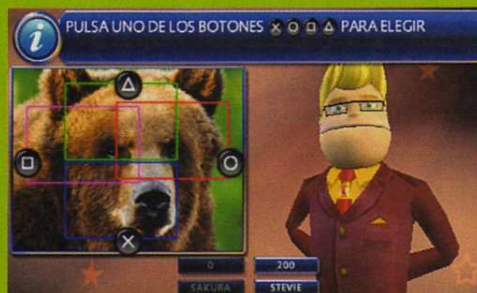 PULSA UNO DE LOS BOTONES X O □ △ PARA ELEGIR
0 200
SAKURA STEVIE